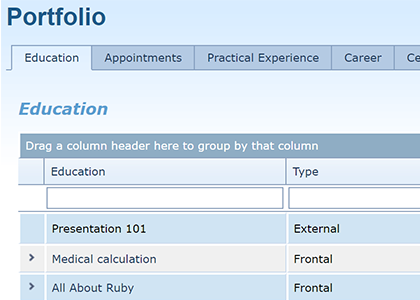 Portfolio
Education Appointments Practical Experience Career
Education
Drag a column header here to group by that column
Education Type
Presentation 101 External
Medical calculation Frontal
All About Ruby Frontal